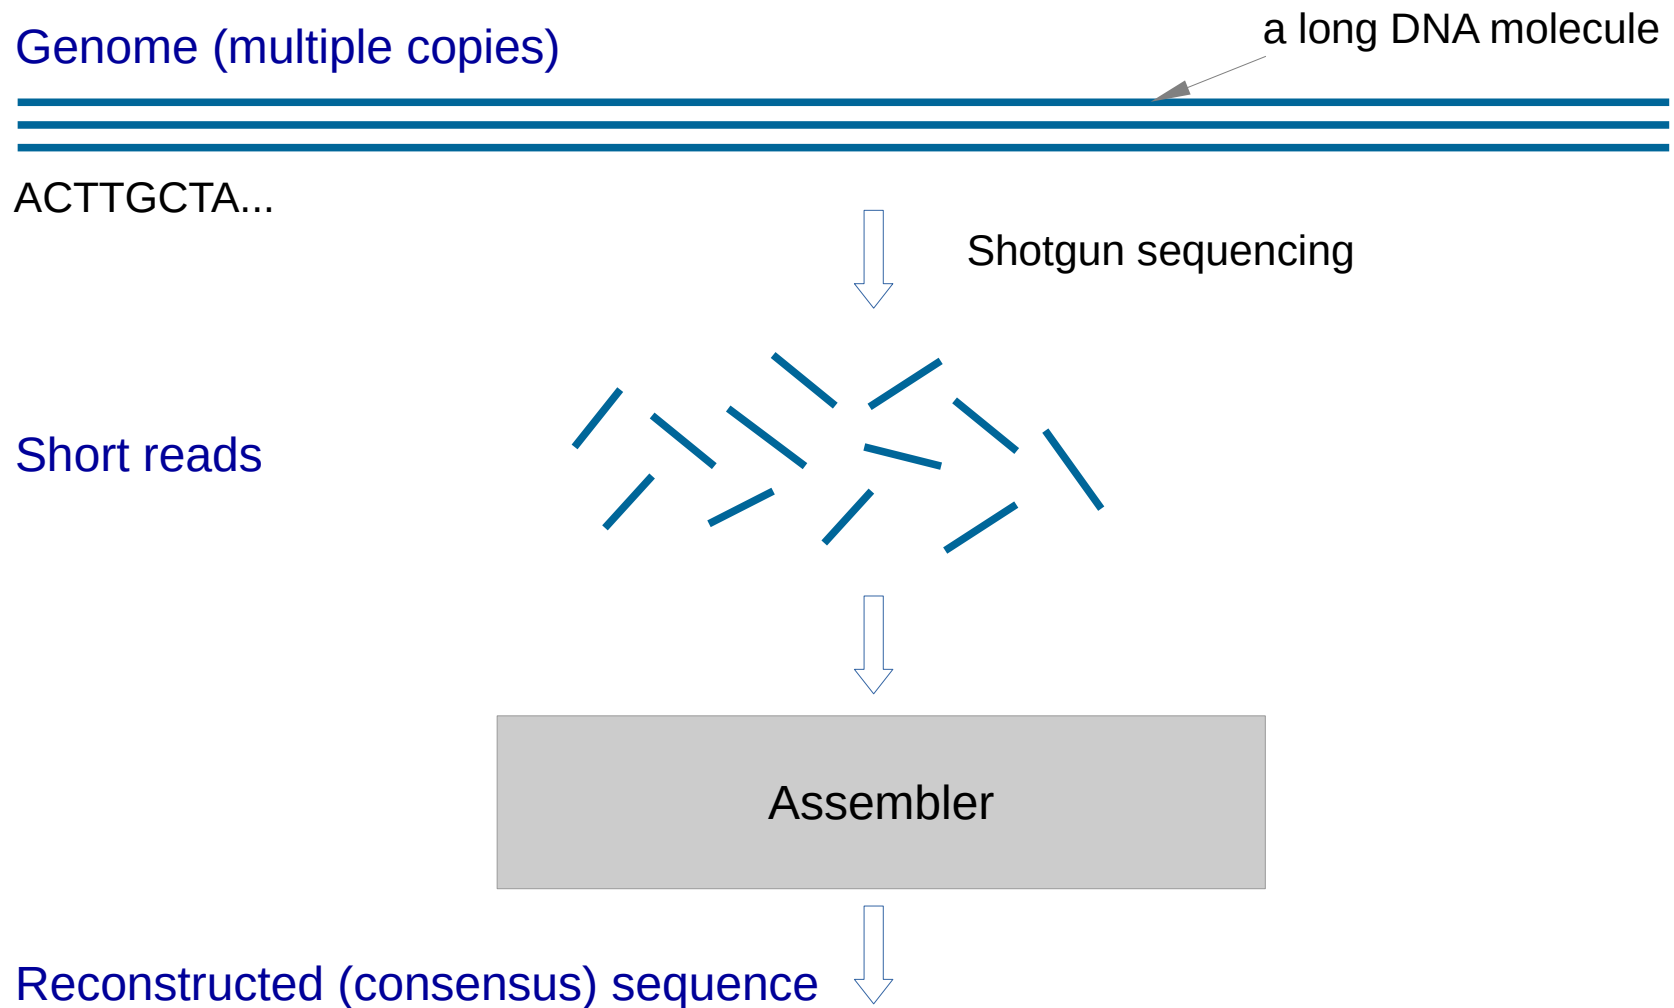 Genome (multiple copies)
a long DNA molecule
ACTTGCTA...
Shotgun sequencing
Short reads
Assembler
Reconstructed (consensus) sequence